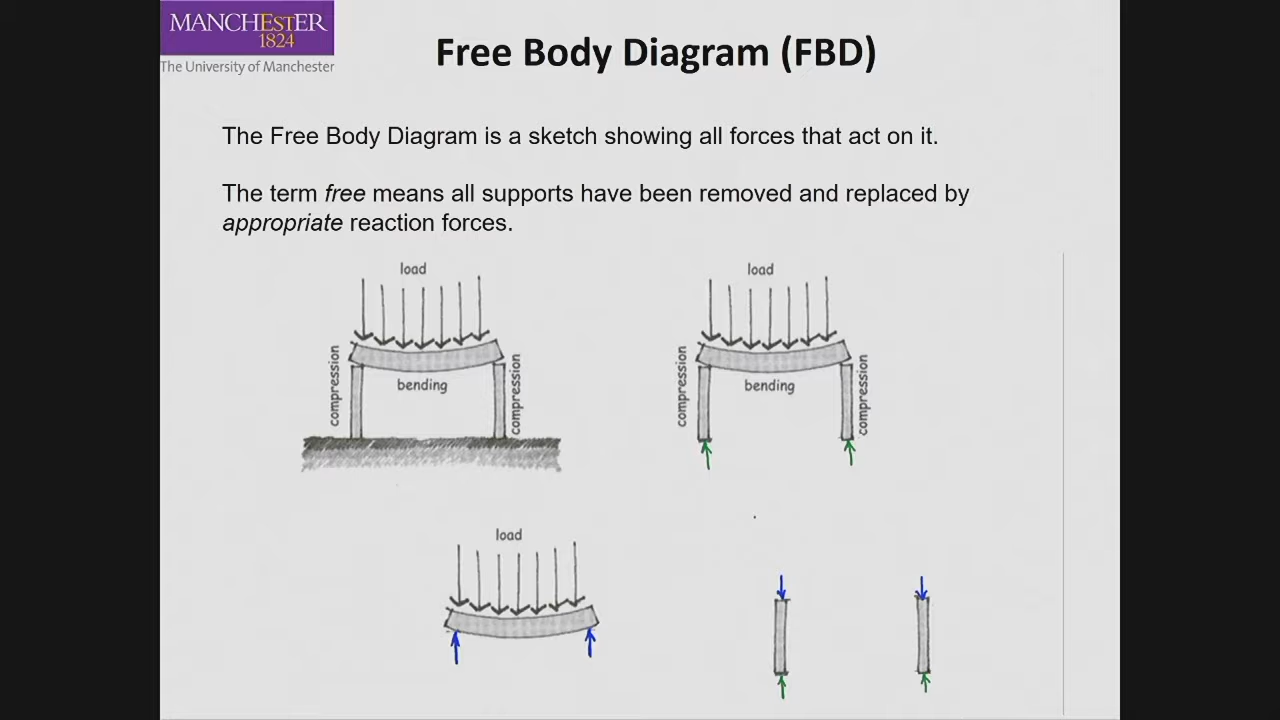 MANCHESTER
1824
The University of Manchester
Free Body Diagram (FBD)
The Free Body Diagram is a sketch showing all forces that act on it.
The term free means all supports have been removed and replaced by
appropriate reaction forces.
load
compression
bending
compression
load
compression
bending
compression
load